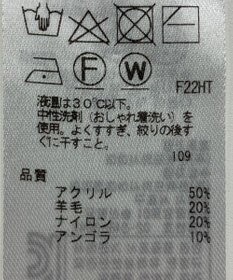 F W
F22HT
液温は30℃以下。
中性洗剤(おしゃれ着洗い)を
使用。よくすすぎ、絞りの後す
ぐに干すこと。
109
品質
アクリル 50%
羊毛 20%
ナイロン 20%
アンゴラ 10%